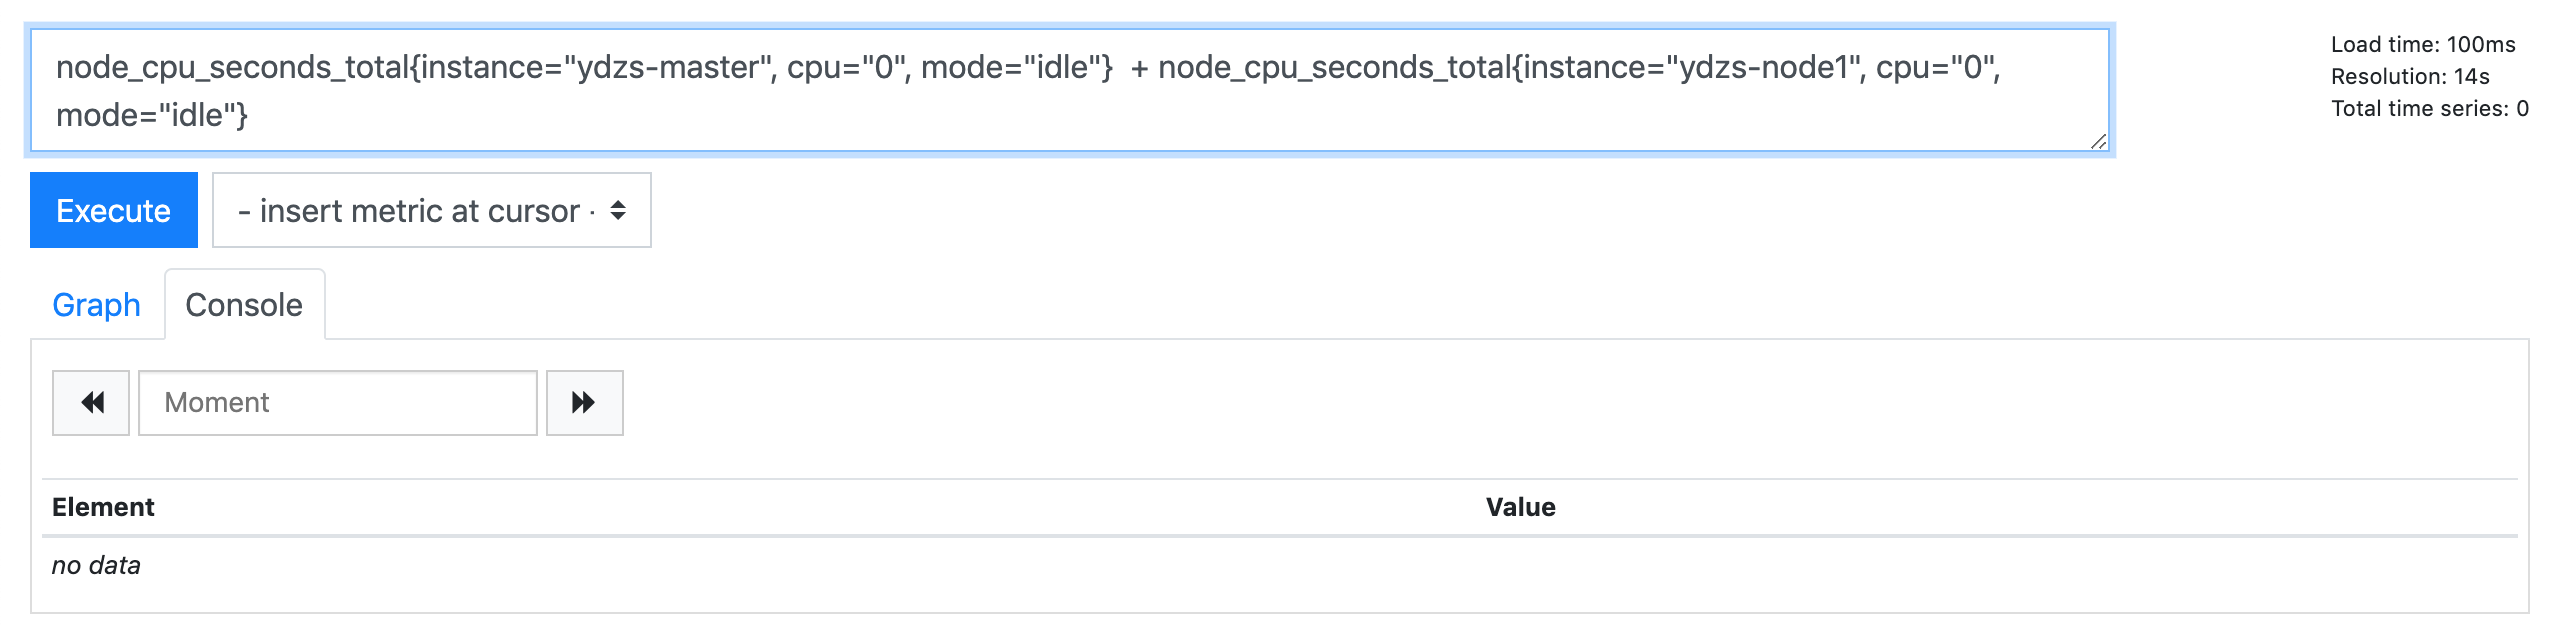 node_cpu_seconds_total{instance="ydzs-master", cpu="0", mode="idle"}  + node_cpu_seconds_total{instance="ydzs-node1", cpu="0",
mode="idle"}
Load time: 100ms
Resolution: 14s
Total time series: 0
Execute
- insert metric at cursor -
Graph
Console
Moment
Element
Value
no data